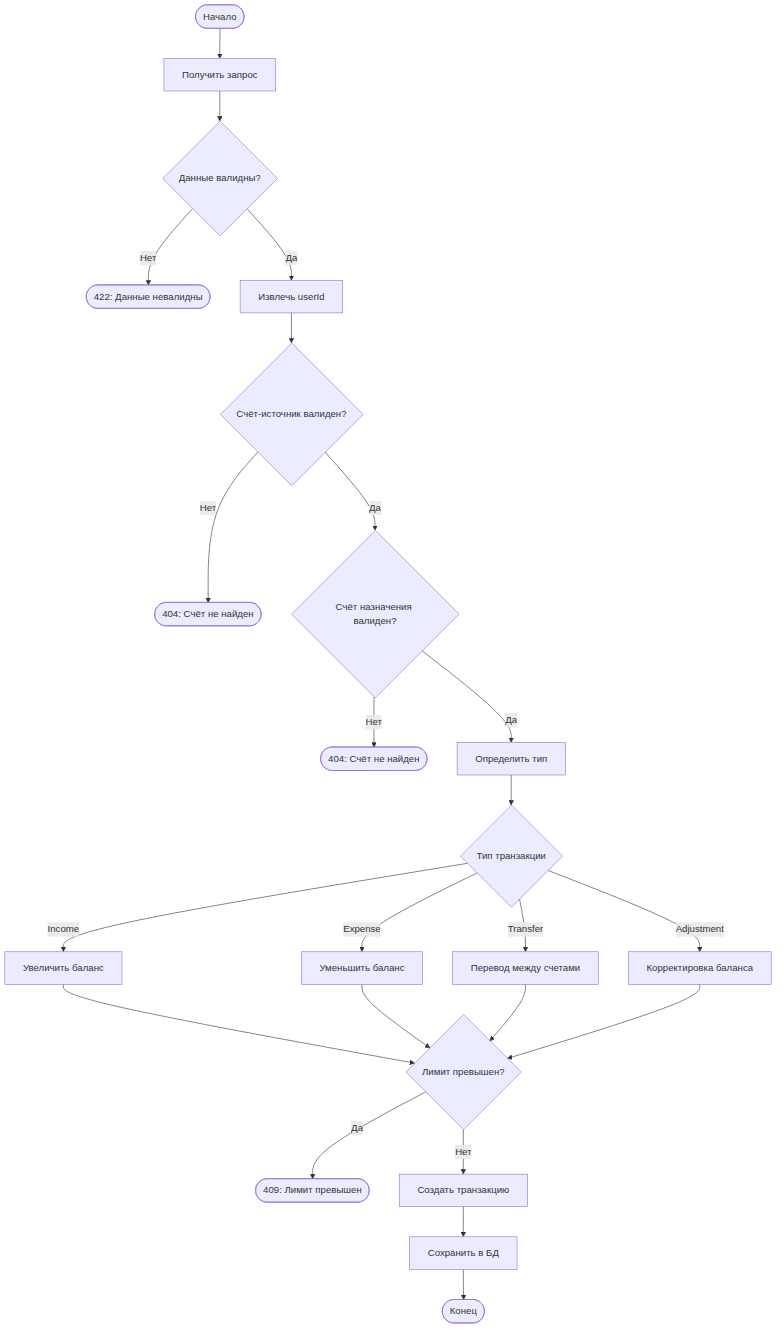 Начало
Получить запрос
Данные валидны?
Нет
Да
422: Данные невалидны
Извлечь userId
Счёт-источник валиден?
Нет
Да
404: Счёт не найден
Счёт назначения
валиден?
Нет
Да
404: Счёт не найден
Определить тип
Тип транзакции
Income
Expense
Transfer
Adjustment
Увеличить баланс
Уменьшить баланс
Перевод между счетами
Корректировка баланса
Лимит превышен?
Да
Нет
409: Лимит превышен
Создать транзакцию
Сохранить в БД
Конец